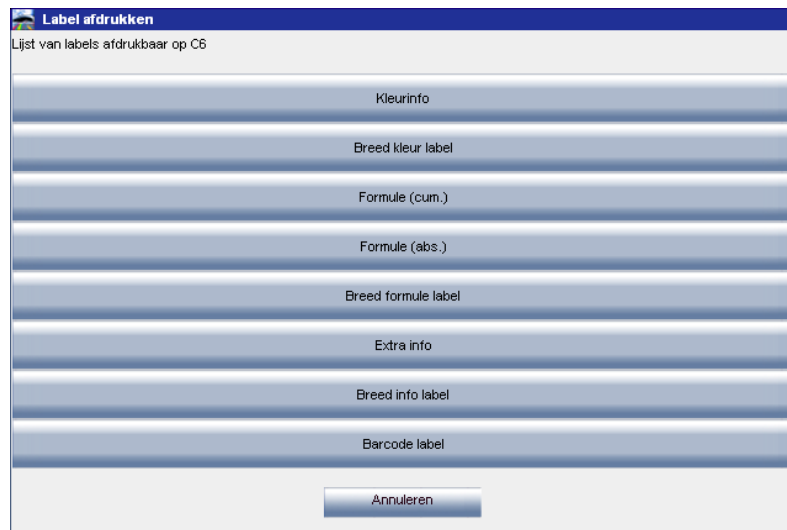 Label afdrukken
Lijst van labels afdrukbaar op C6
Kleurinfo
Breed kleur label
Formule (cum.)
Formule (abs.)
Breed formule label
Extra info
Breed info label
Barcode label
Annuleren